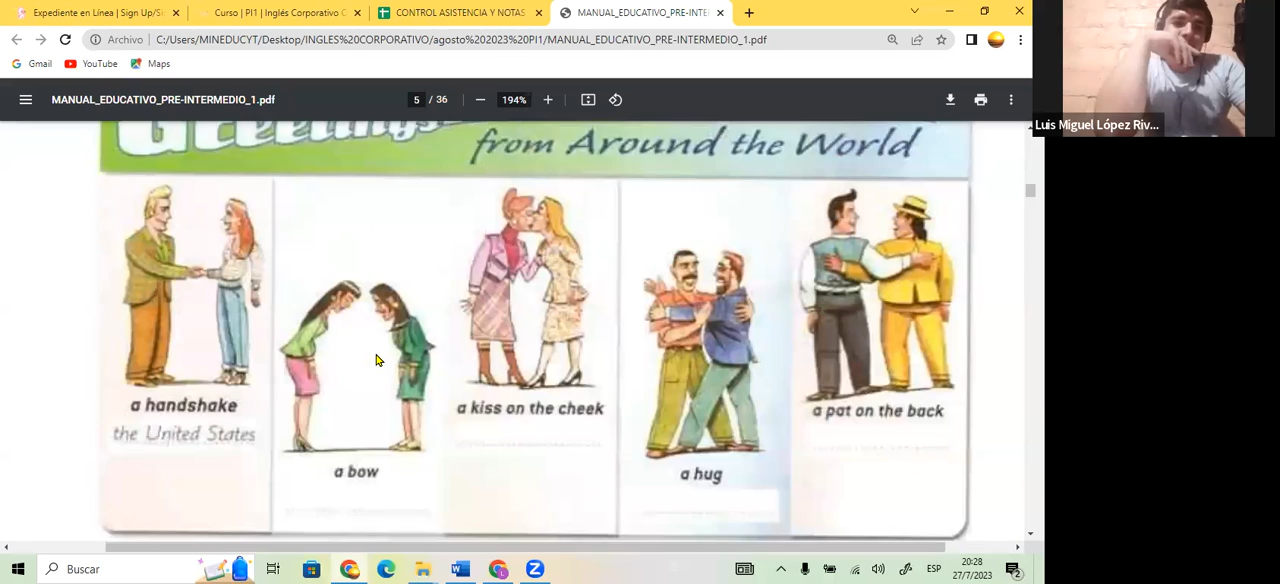 Expediente en Línea | Sign Up/Si
Curso | PI1 | Inglés Corporativo C
CONTROL ASISTENCIA Y NOTAS
MANUAL_EDUCATIVO_PRE-INTERME
Archivo
C:/Users/MINEDUCYT/Desktop/INGLES%20CORPORATIVO/agosto%202023%20PI1/MANUAL_EDUCATIVO_PRE-INTERMEDIO_1.pdf
Gmail
YouTube
Maps
MANUAL_EDUCATIVO_PRE-INTERMEDIO_1.pdf
5 / 36
194%
Luis Miguel López Riv...
Greetings
from Around the World
a handshake
the United States
a bow
a kiss on the cheek
a hug
a pat on the back
Buscar
ESP
20:28
27/7/2023
2